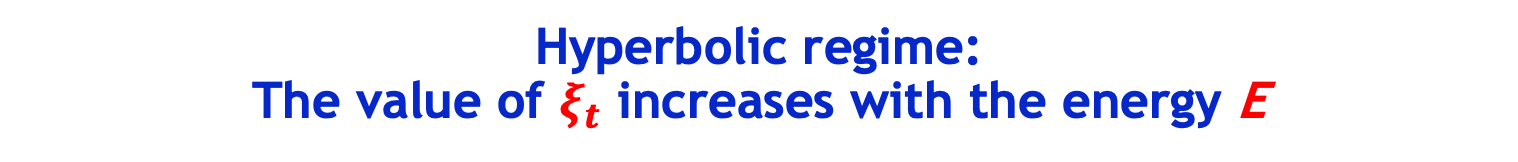 Hyperbolic regime:
The value of ξₜ increases with the energy E